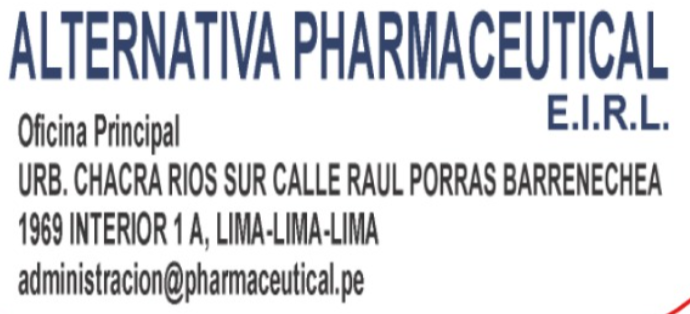 ALTERNATIVA PHARMACEUTICAL
E.I.R.L.
Oficina Principal
URB. CHACRA RIOS SUR CALLE RAUL PORRAS BARRENECHEA
1969 INTERIOR 1 A, LIMA-LIMA-LIMA
administracion@pharmaceutical.pe